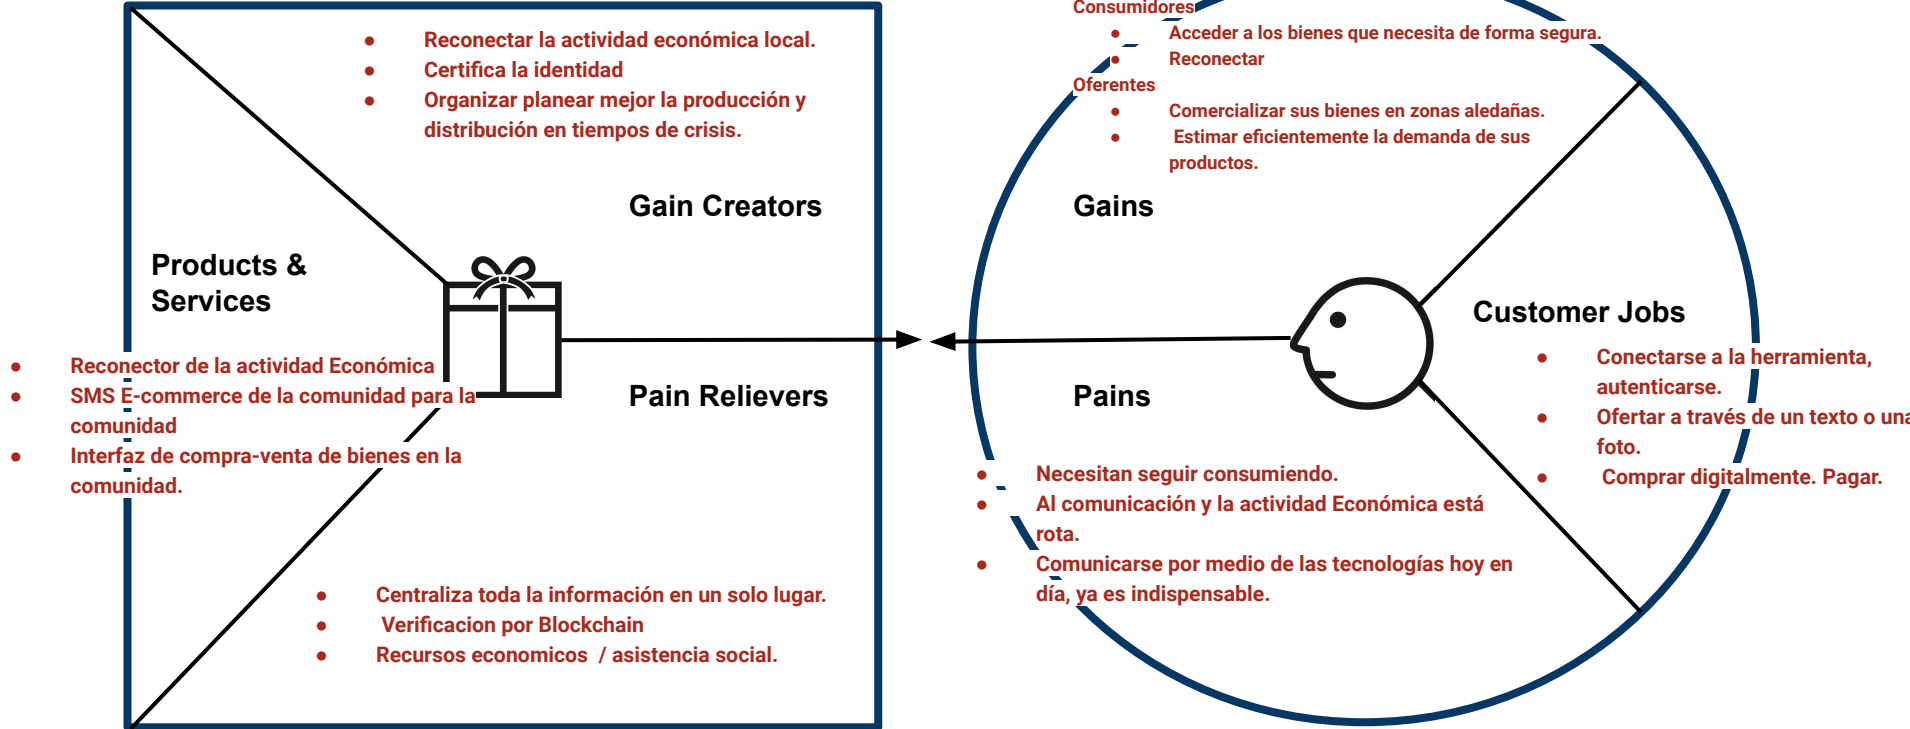 ● Reconectar la actividad económica local.
● Certifica la identidad
● Organizar planear mejor la producción y
distribución en tiempos de crisis.
Gain Creators
Products &
Services
● Reconector de la actividad Económica
● SMS E-commerce de la comunidad para la
comunidad
● Interfaz de compra-venta de bienes en la
comunidad.
Pain Relievers
● Centraliza toda la información en un solo lugar.
● Verificacion por Blockchain
● Recursos economicos / asistencia social.
Consumidores
● Acceder a los bienes que necesita de forma segura.
● Reconectar
Oferentes
● Comercializar sus bienes en zonas aledañas.
● Estimar eficientemente la demanda de sus
productos.
Gains
Customer Jobs
● Conectarse a la herramienta,
autenticarse.
● Ofertar a través de un texto o una
foto.
● Comprar digitalmente. Pagar.
Pains
● Necesitan seguir consumiendo.
● Al comunicación y la actividad Económica está
rota.
● Comunicarse por medio de las tecnologías hoy en
día, ya es indispensable.